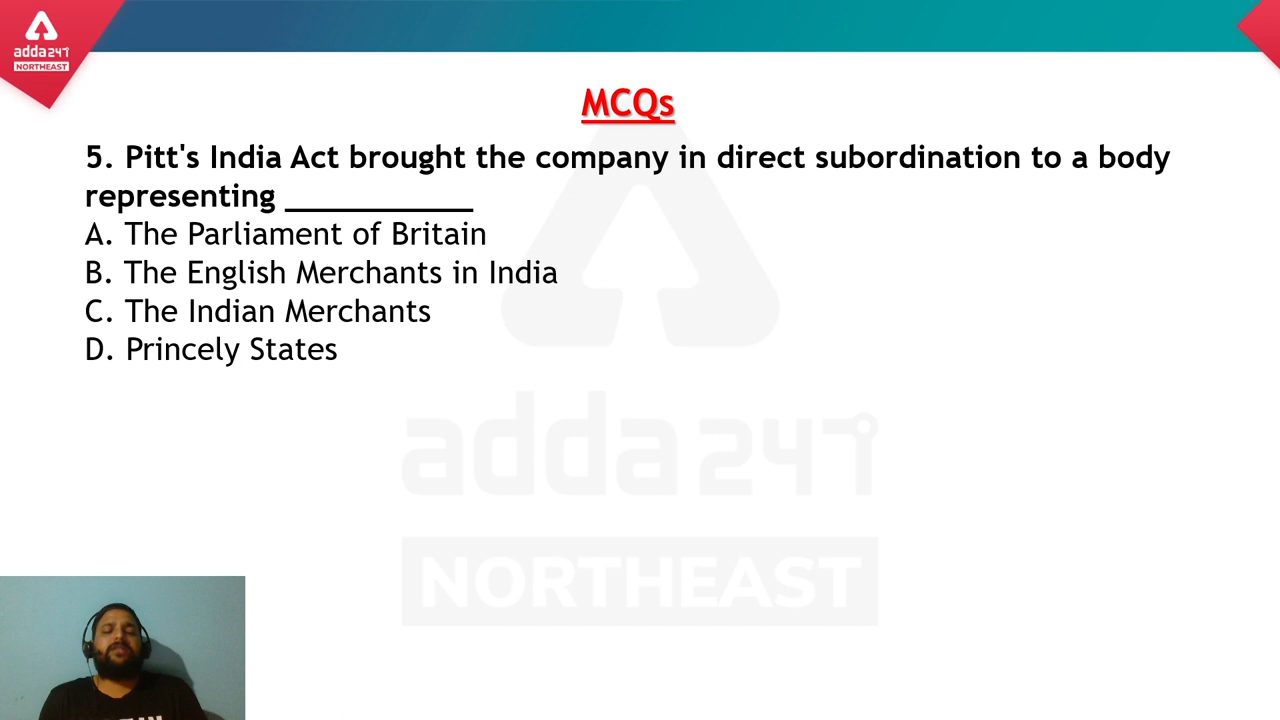 adda247
NORTHEAST
MCQs
5. Pitt's India Act brought the company in direct subordination to a body
representing ___________
A. The Parliament of Britain
B. The English Merchants in India
C. The Indian Merchants
D. Princely States
adda247
NORTHEAST